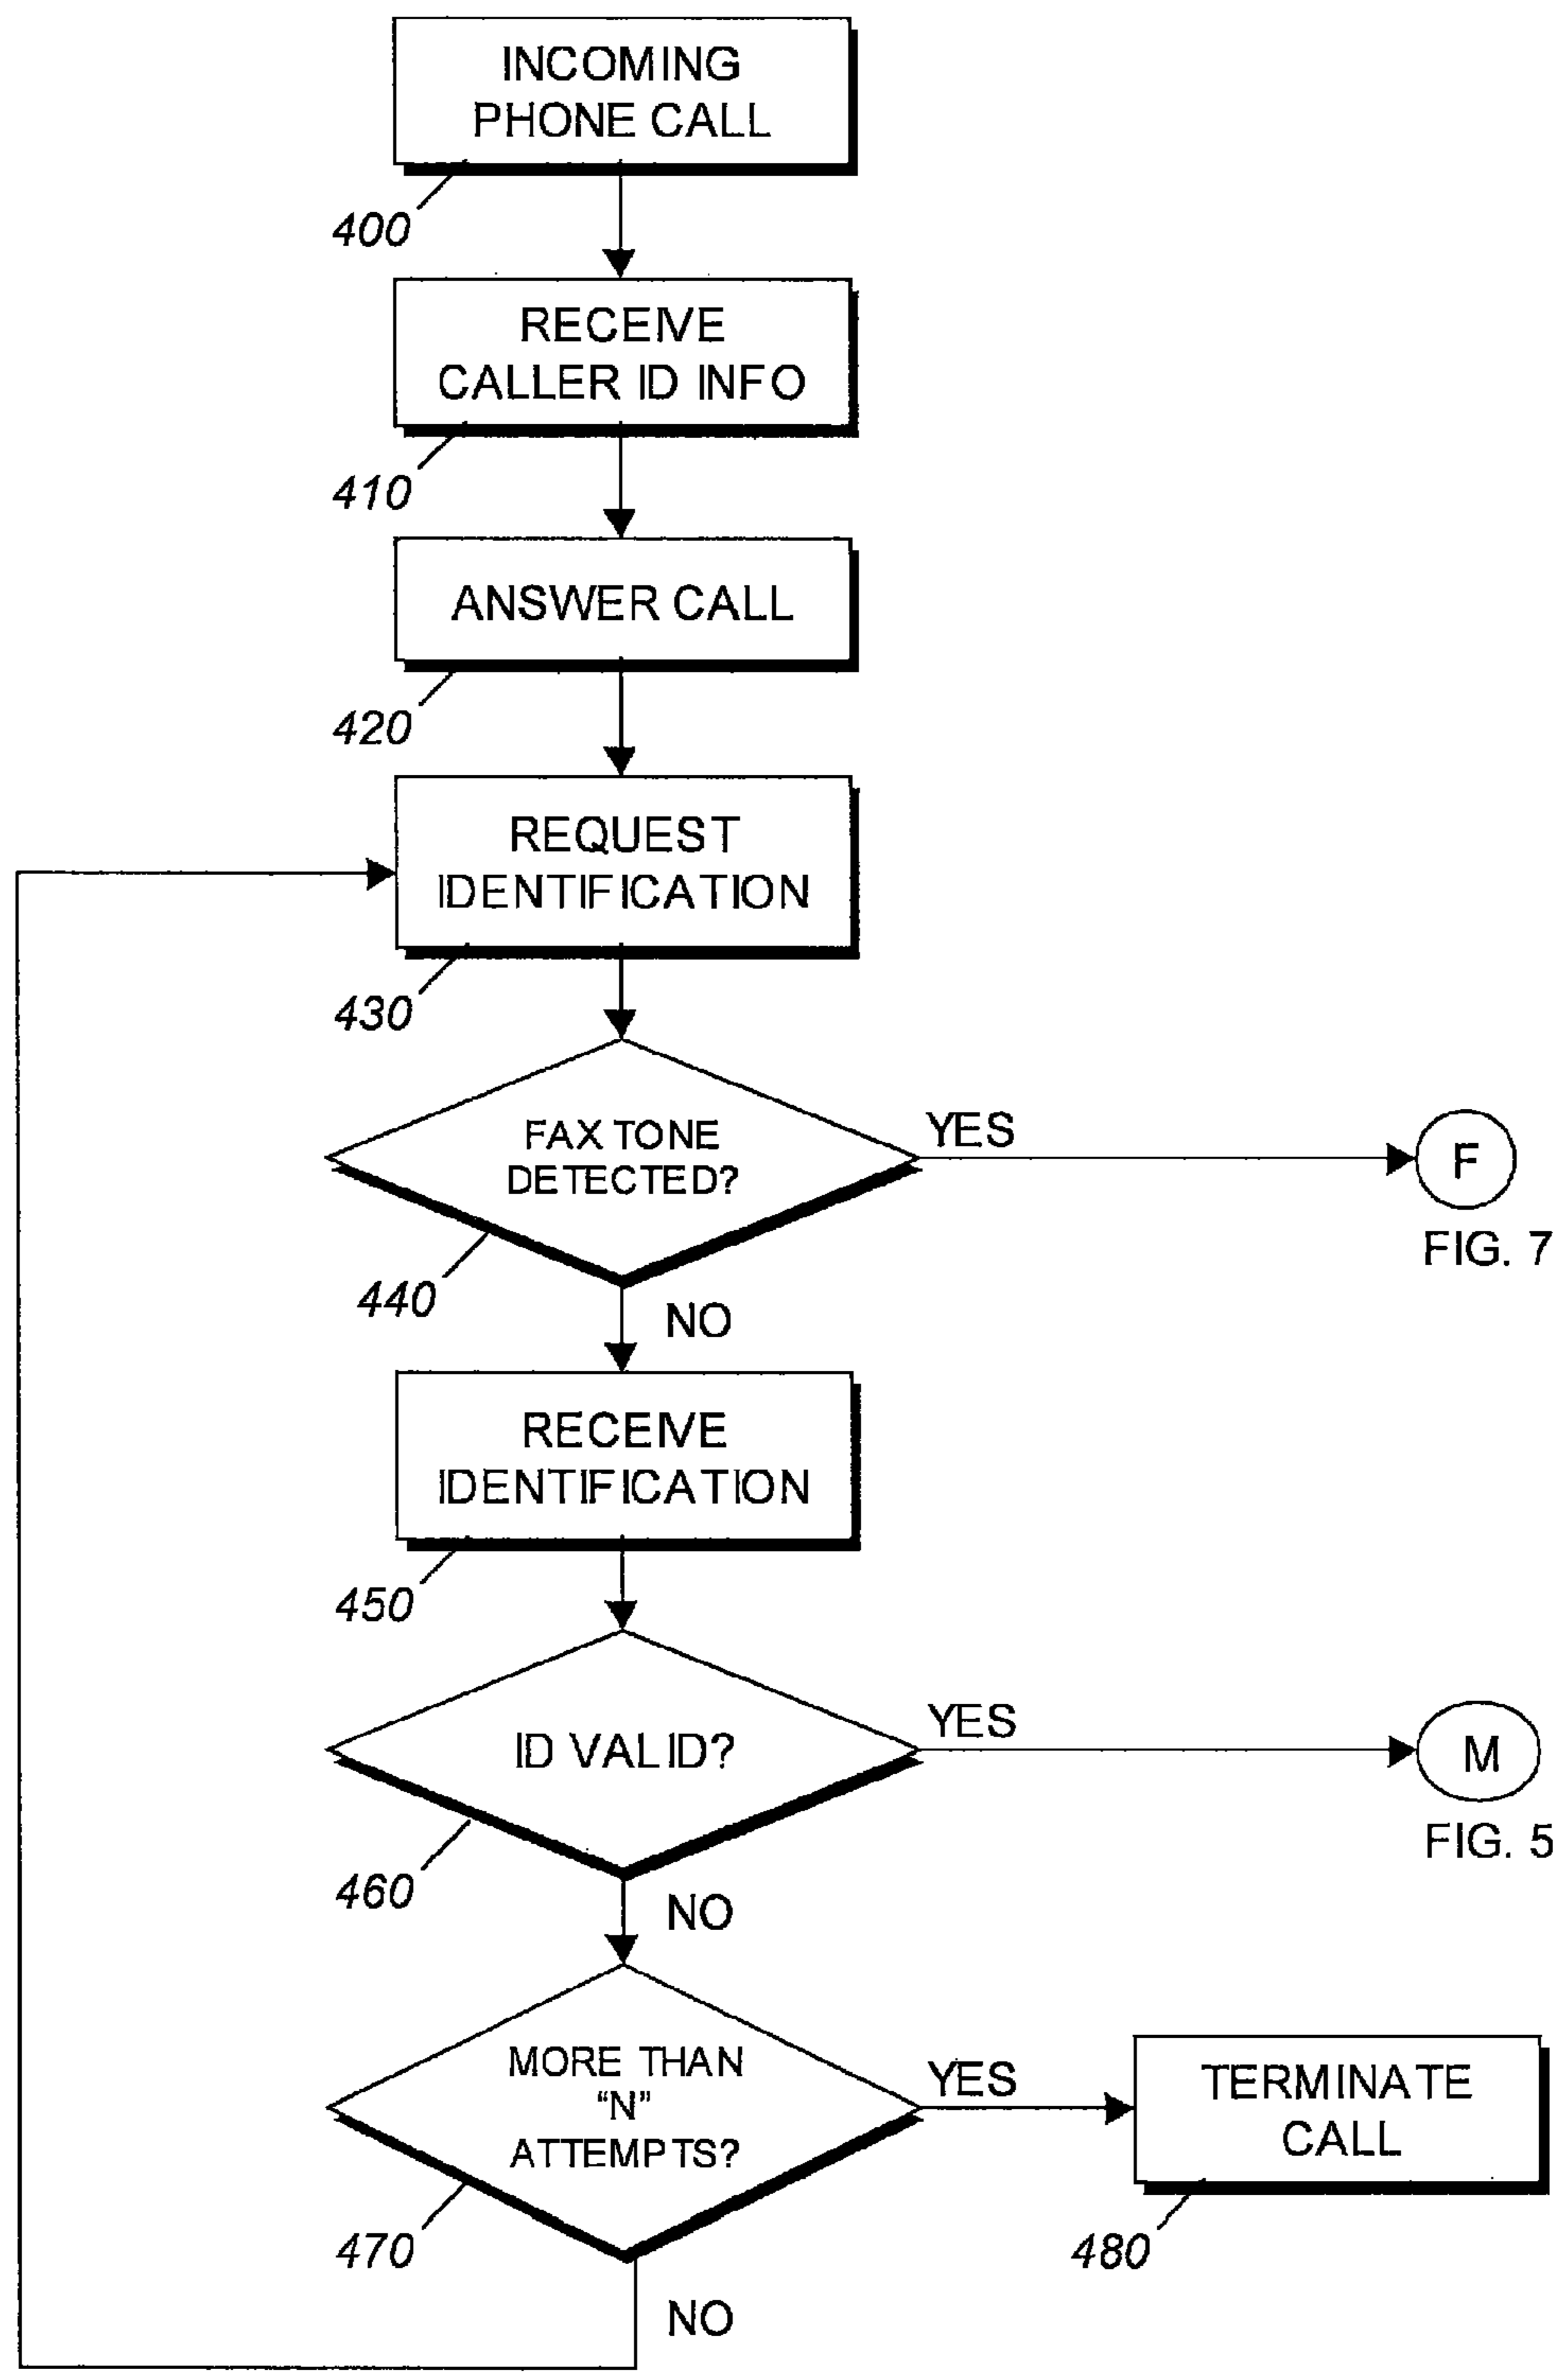 INCOMING
PHONE CALL
400
RECEIVE
CALLER ID INFO
410
ANSWER CALL
420
REQUEST
IDENTIFICATION
430
FAX TONE
DETECTED?
YES
F
FIG. 7
440
NO
RECEIVE
IDENTIFICATION
450
ID VALID?
YES
M
FIG. 5
460
NO
MORE THAN
“N”
ATTEMPTS?
YES
TERMINATE
CALL
470
480
NO